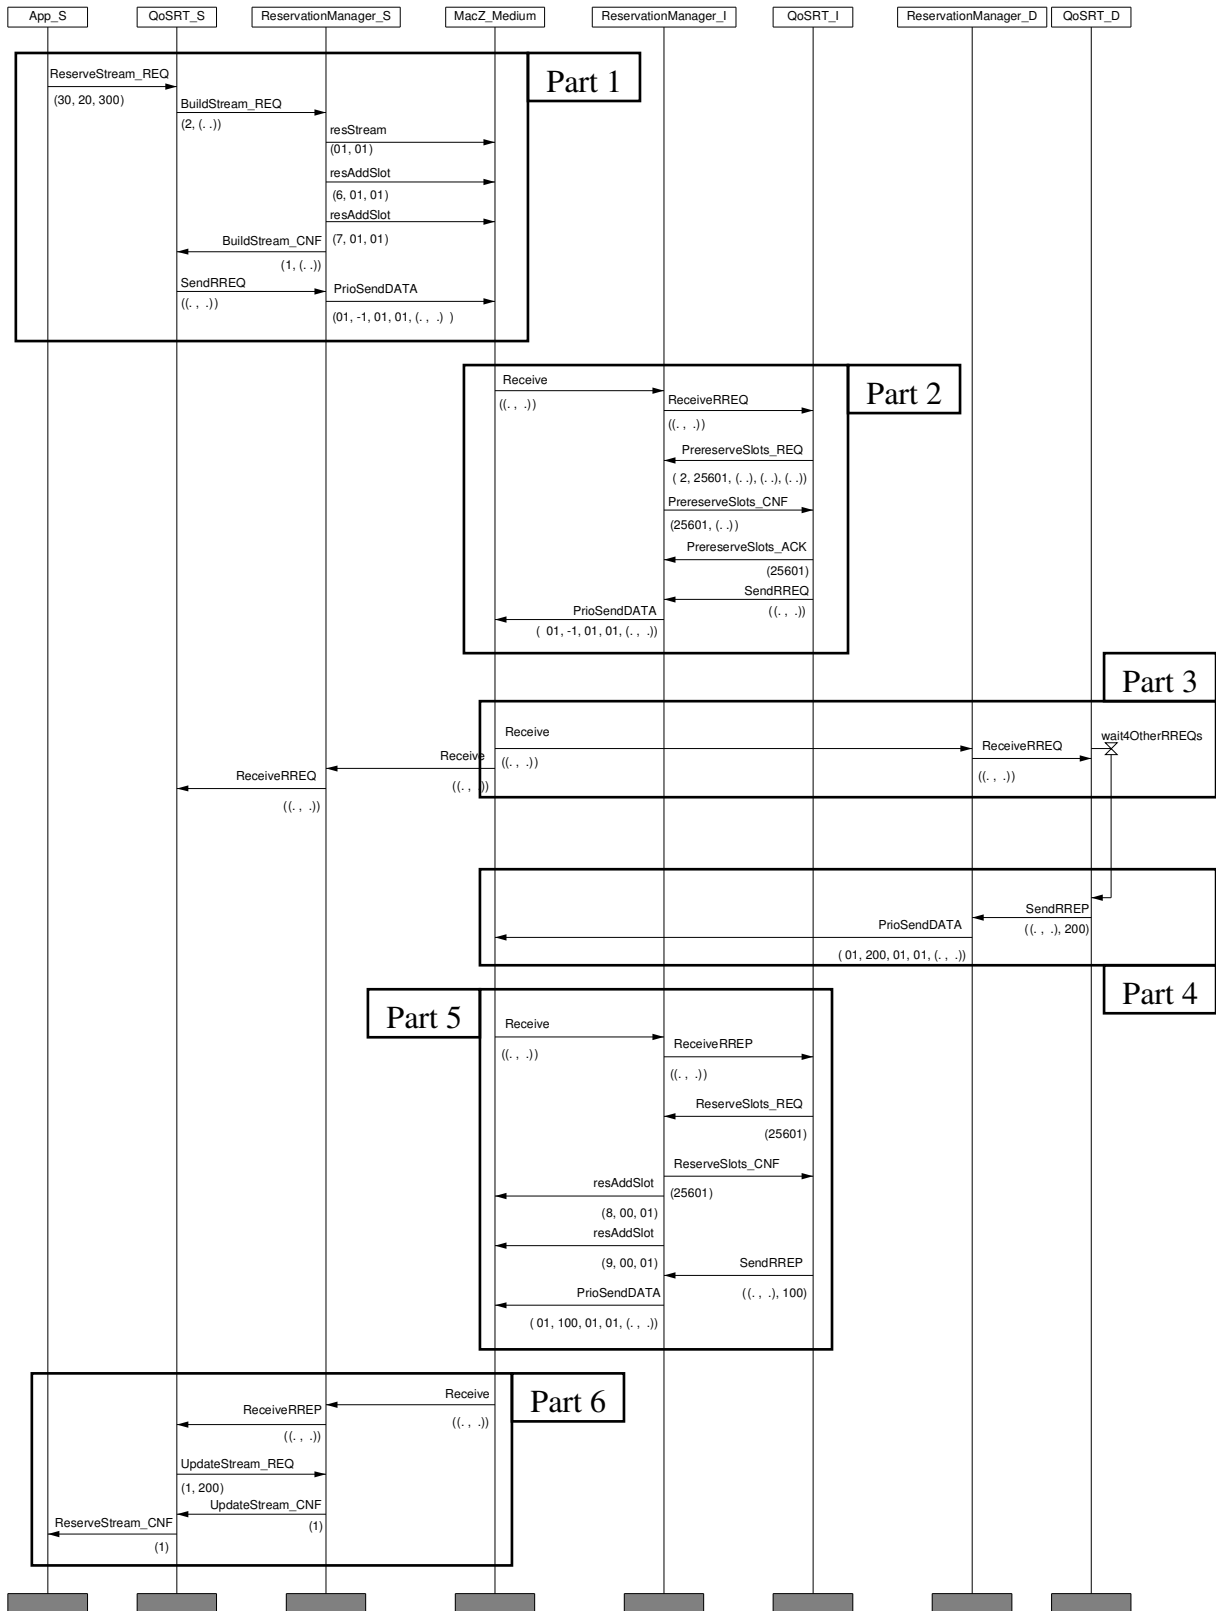 App_S QoSRT_S ReservationManager_S MacZ_Medium ReservationManager_I QoSRT_I ReservationManager_D QoSRT_D
Part 1
ReserveStream_REQ
(30, 20, 300)
BuildStream_REQ
(2, (. .))
resStream
(01, 01)
resAddSlot
(6, 01, 01)
resAddSlot
(7, 01, 01)
BuildStream_CNF
(1, (. .))
SendRREQ
((. , .))
PrioSendDATA
(01, -1, 01, 01, (. , .) )
Part 2
Receive
((. , .))
ReceiveRREQ
((. , .))
PrereserveSlots_REQ
( 2, 25601, (. .), (. .), (. .))
PrereserveSlots_CNF
(25601, (. .))
PrereserveSlots_ACK
(25601)
SendRREQ
((. , .))
PrioSendDATA
( 01, -1, 01, 01, (. , .))
Part 3
Receive
((. , .))
ReceiveRREQ
((. , .))
wait4OtherRREQs
Receive
((. , .))
ReceiveRREQ
((. , .))
SendRREP
((. , .), 200)
PrioSendDATA
( 01, 200, 01, 01, (. , .))
Part 4
Part 5
Receive
((. , .))
ReceiveRREP
((. , .))
ReserveSlots_REQ
(25601)
ReserveSlots_CNF
(25601)
resAddSlot
(8, 00, 01)
resAddSlot
(9, 00, 01)
SendRREP
((. , .), 100)
PrioSendDATA
( 01, 100, 01, 01, (. , .))
Part 6
Receive
((. , .))
ReceiveRREP
((. , .))
UpdateStream_REQ
(1, 200)
UpdateStream_CNF
(1)
ReserveStream_CNF
(1)